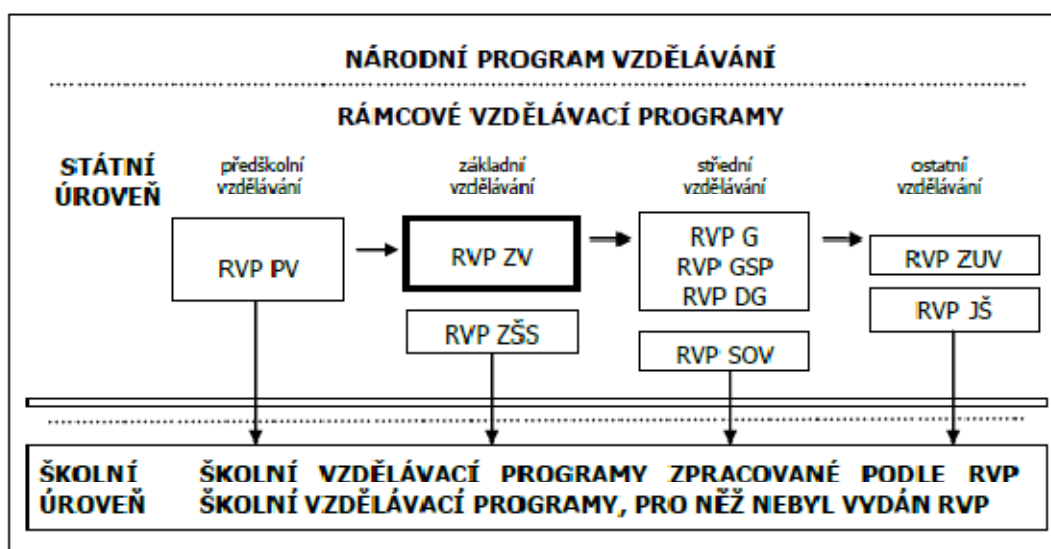 NÁRODNÍ PROGRAM VZDĚLÁVÁNÍ
RÁMCOVÉ VZDĚLÁVACÍ PROGRAMY
STÁTNÍ
ÚROVEŇ
předškolní
vzdělávání
základní
vzdělávání
střední
vzdělávání
ostatní
vzdělávání
RVP PV
RVP ZV
RVP ZŠS
RVP G
RVP GSP
RVP DG
RVP SOV
RVP ZUV
RVP JŠ
ŠKOLNÍ
ÚROVEŇ
ŠKOLNÍ VZDĚLÁVACÍ PROGRAMY ZPRACOVANÉ PODLE RVP
ŠKOLNÍ VZDĚLÁVACÍ PROGRAMY, PRO NĚŽ NEBYL VYDÁN RVP